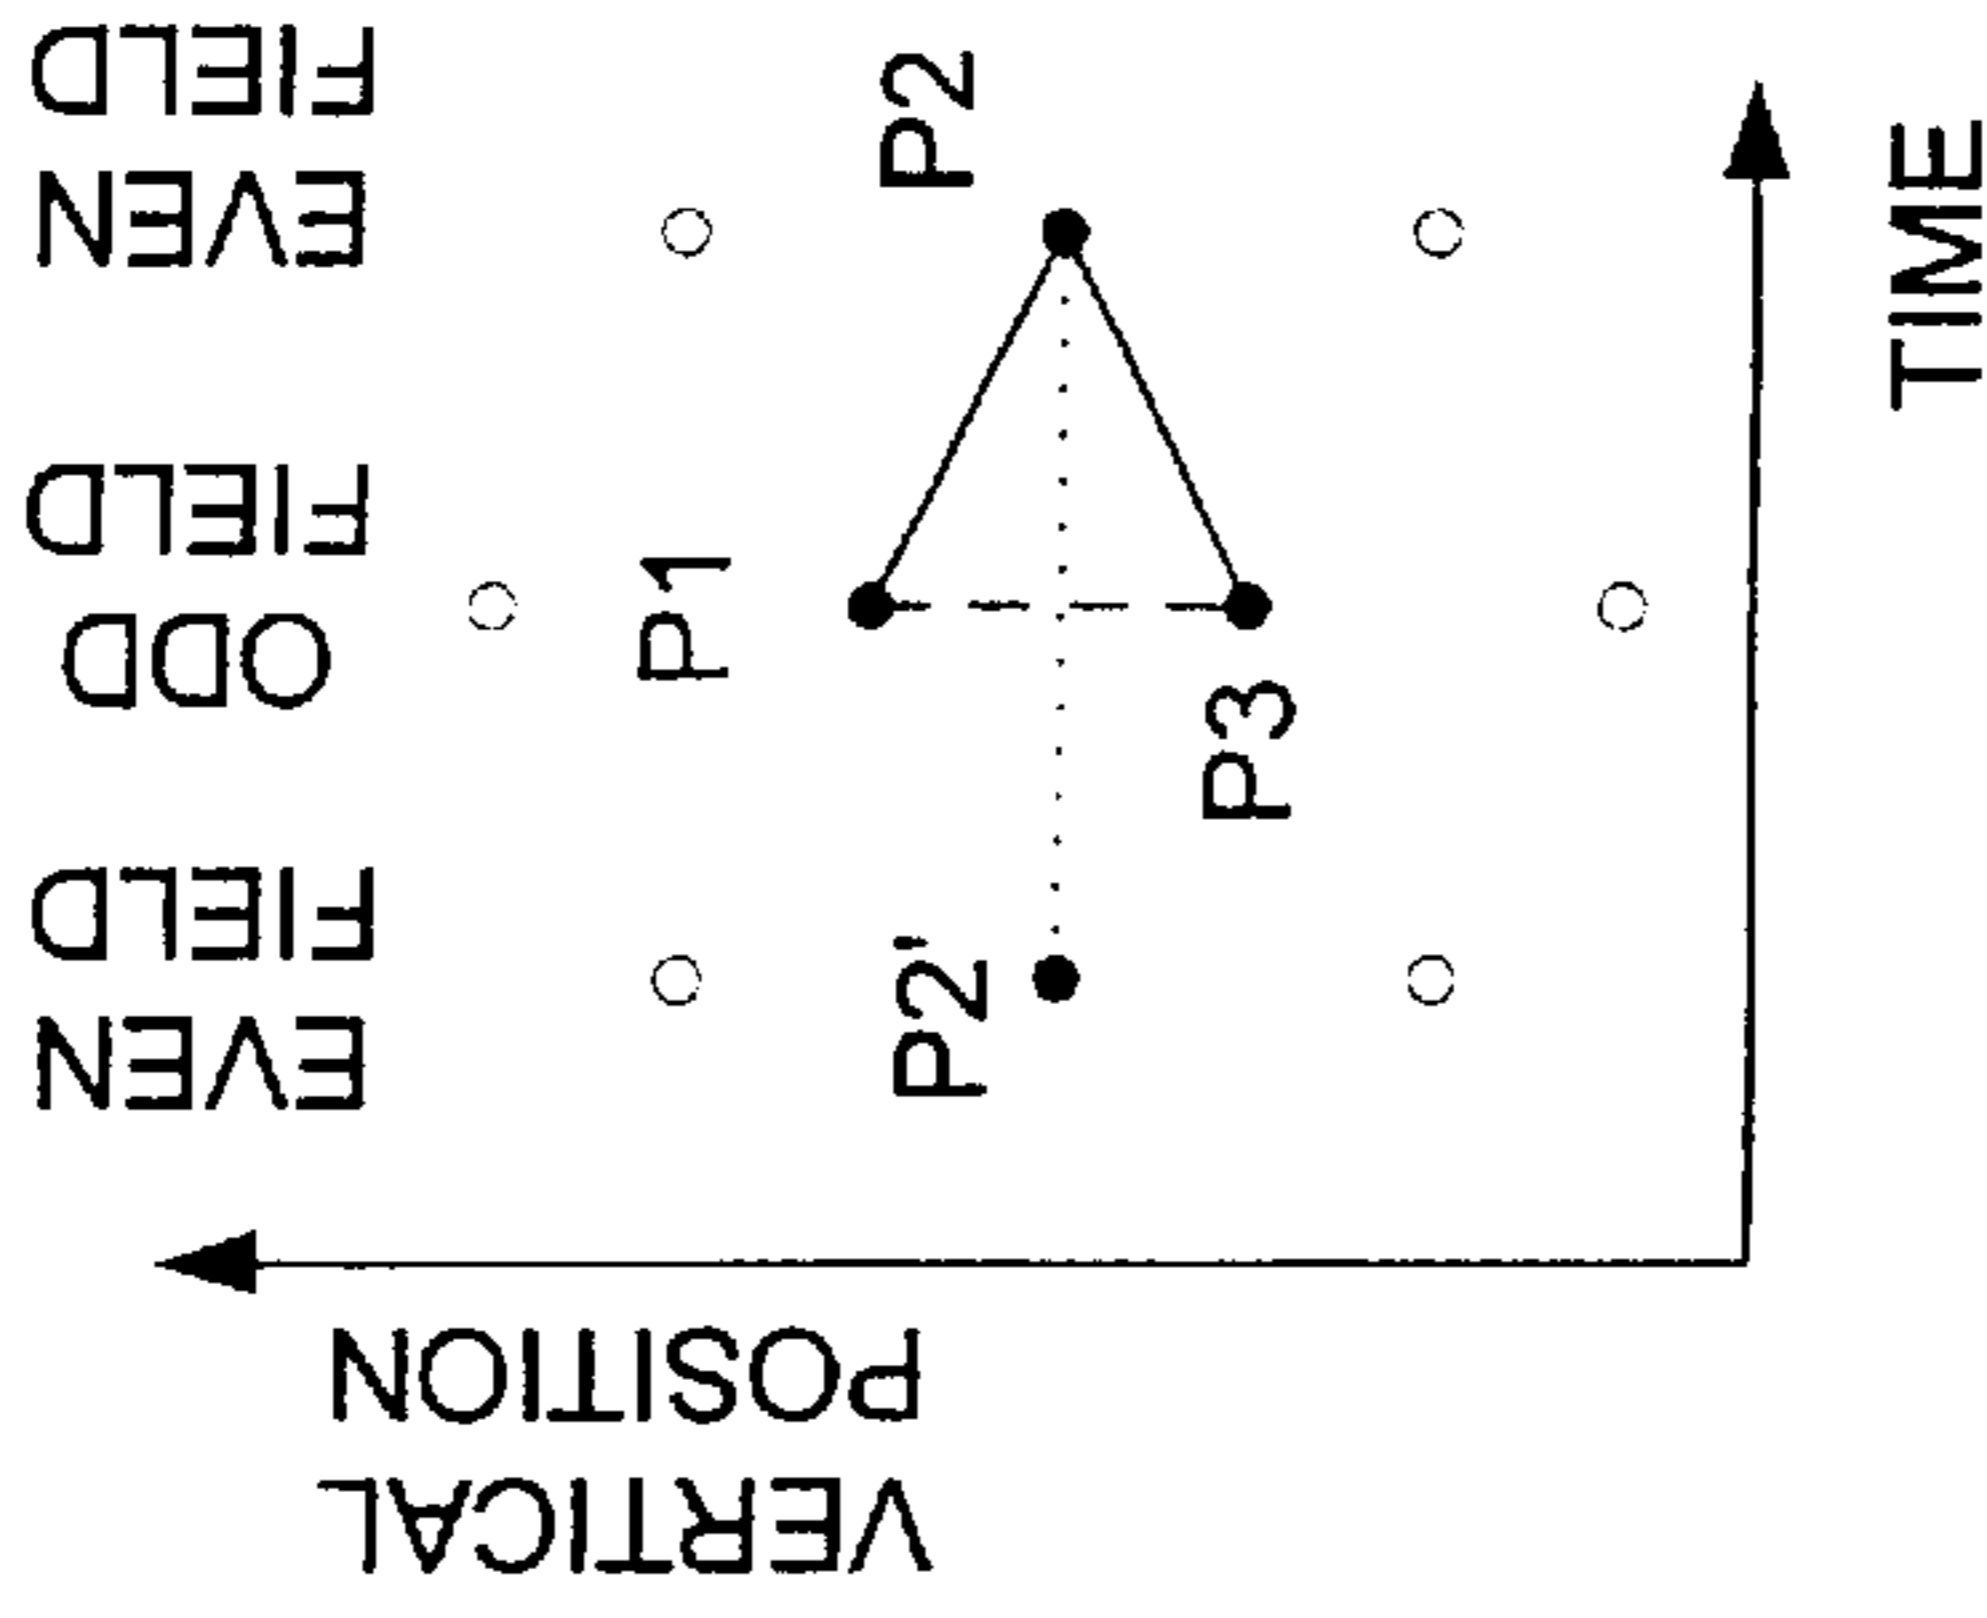 VERTICAL
POSITION
EVEN
FIELD
ODD
FIELD
EVEN
FIELD
P1
P2
P2'
P3
TIME